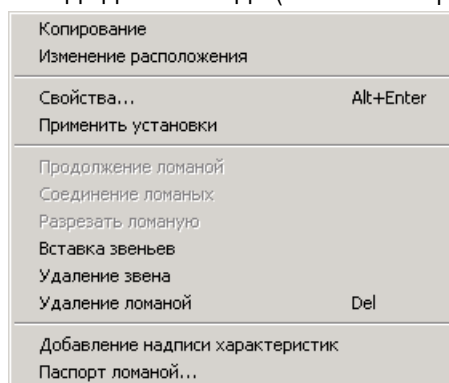 Копирование
Изменение расположения
Свойства... Alt+Enter
Применить установки
Продолжение ломаной
Соединение ломаных
Разрезать ломаную
Вставка звеньев
Удаление звена
Удаление ломаной Del
Добавление надписи характеристик
Паспорт ломаной...